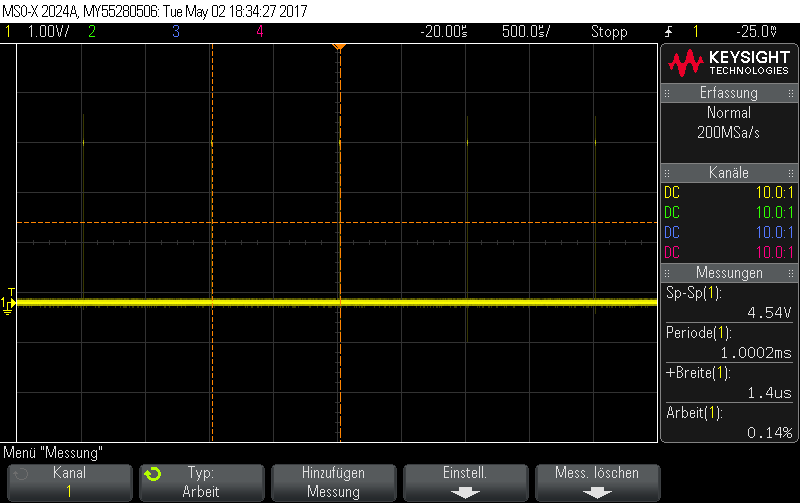 MSO-X 2024A, MY55280506: Tue May 02 18:34:27 2017
1 1.00V/ 2 3 4 -20.00s 500.0s/ Stopp 1 -25.0V
KEYSIGHT
TECHNOLOGIES
Erfassung
Normal
200MSa/s
Kanäle
DC 10.0:1
DC 10.0:1
DC 10.0:1
DC 10.0:1
Messungen
Sp-Sp(1):
4.54V
Periode(1):
1.0002ms
+Breite(1):
1.4us
Arbeit(1):
0.14%
T
1
Menü "Messung"
Kanal
1
Typ:
Arbeit
Hinzufügen
Messung
Einstell.
Mess. löschen